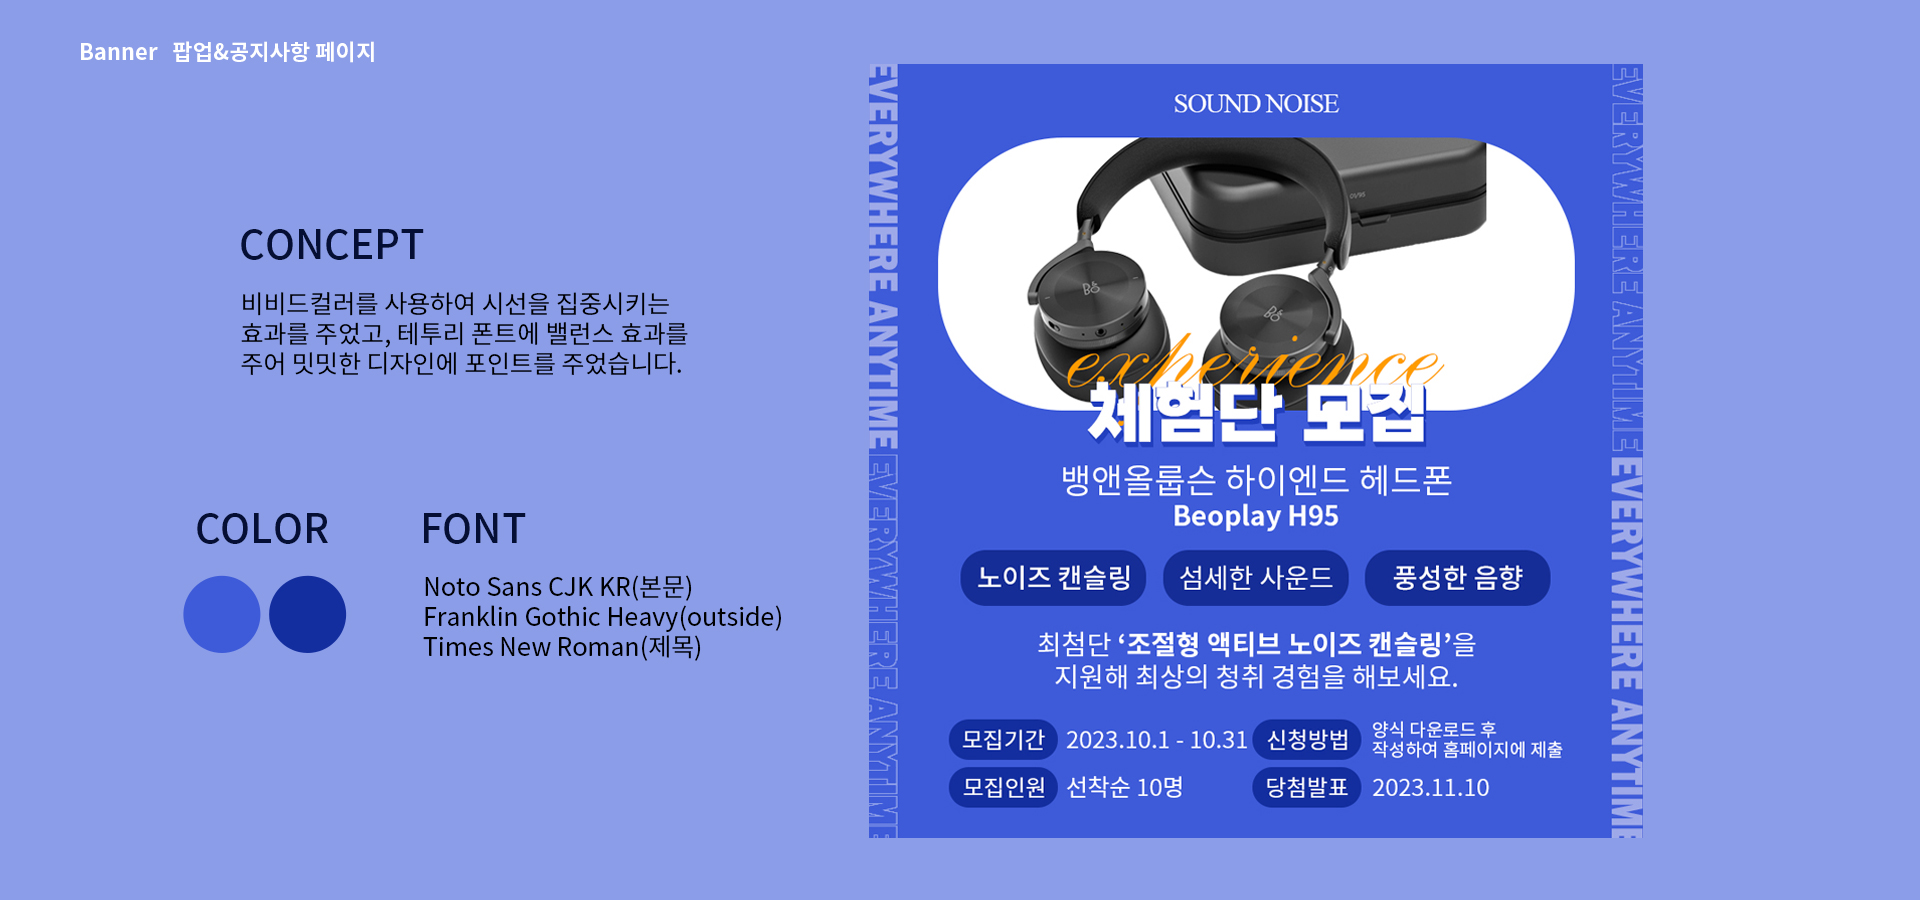 Banner 팝업&공지사항 페이지
CONCEPT
비비드컬러를 사용하여 시선을 집중시키는
효과를 주었고, 테투리 폰트에 밸런스 효과를
주어 밋밋한 디자인에 포인트를 주었습니다.
COLOR
FONT
Noto Sans CJK KR(본문)
Franklin Gothic Heavy(outside)
Times New Roman(제목)
EVERYWHERE ANYTIME EVERYWHERE ANYTIME
SOUND NOISE
experience
체험단 모집
뱅앤올룹슨 하이엔드 헤드폰
Beoplay H95
노이즈 캔슬링
섬세한 사운드
풍성한 음향
최첨단 ‘조절형 액티브 노이즈 캔슬링’을
지원해 최상의 청취 경험을 해보세요.
모집기간 2023.10.1 - 10.31
신청방법 양식 다운로드 후
작성하여 홈페이지에 제출
모집인원 선착순 10명
당첨발표 2023.11.10
EVERYWHERE ANYTIME EVERYWHERE ANYTIME